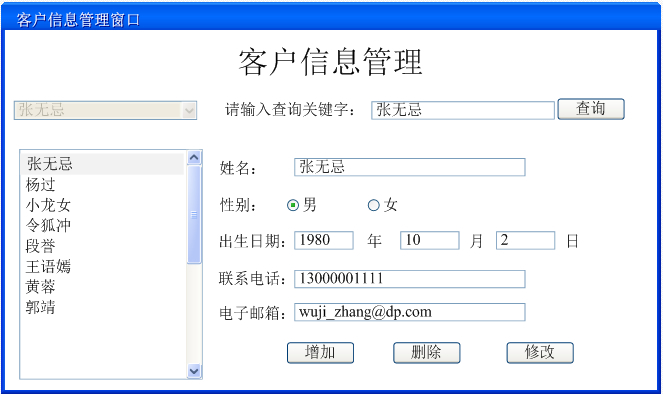 客户信息管理窗口
客户信息管理
张无忌 请输入查询关键字： 张无忌 查询
张无忌
杨过
小龙女
令狐冲
段誉
王语嫣
黄蓉
郭靖
姓名： 张无忌
性别： 男 女
出生日期： 1980 年 10 月 2 日
联系电话： 13000001111
电子邮箱： wuji_zhang@dp.com
增加 删除 修改